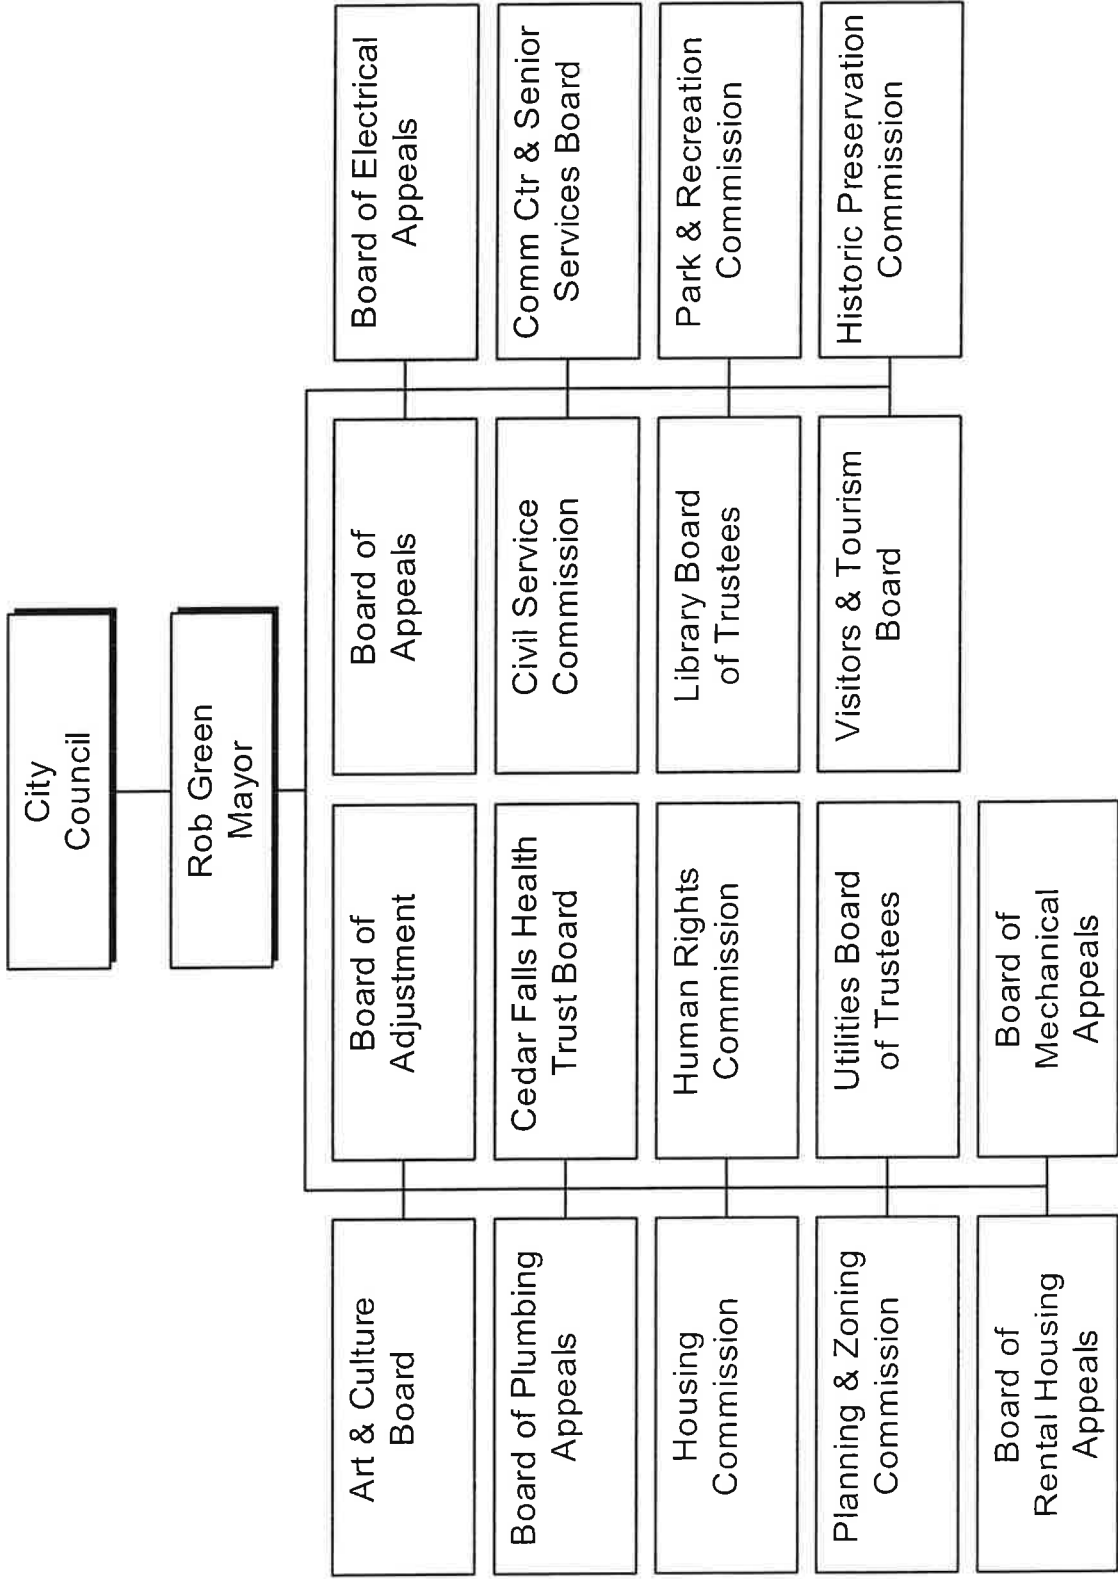 City
Council
Rob Green
Mayor
Art & Culture
Board
Board of
Adjustment
Board of
Appeals
Board of Electrical
Appeals
Board of Plumbing
Appeals
Cedar Falls Health
Trust Board
Civil Service
Commission
Comm Ctr & Senior
Services Board
Housing
Commission
Human Rights
Commission
Library Board
of Trustees
Park & Recreation
Commission
Planning & Zoning
Commission
Utilities Board
of Trustees
Visitors & Tourism
Board
Historic Preservation
Commission
Board of
Rental Housing
Appeals
Board of
Mechanical
Appeals